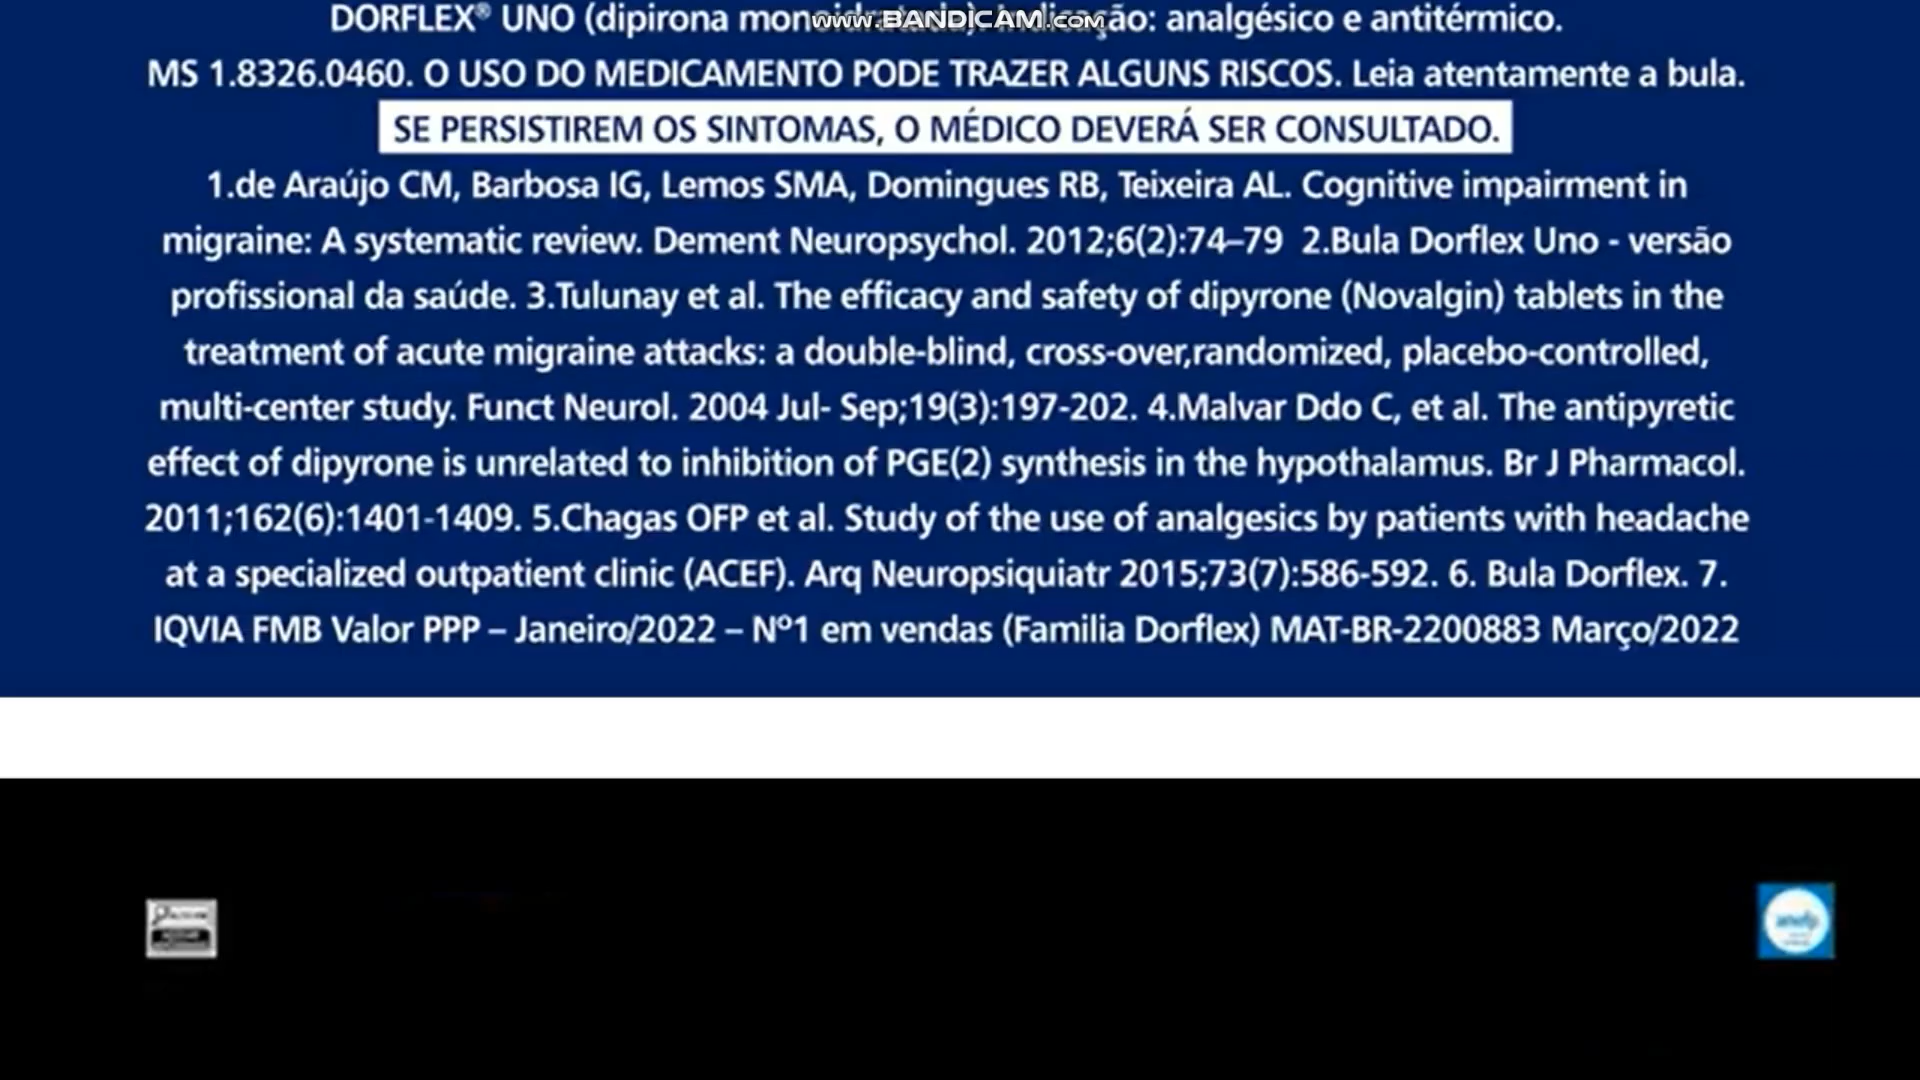 www.BANDICAM.com
DORFLEX® UNO (dipirona monoidratada). Indicação: analgésico e antitérmico.
MS 1.8326.0460. O USO DO MEDICAMENTO PODE TRAZER ALGUNS RISCOS. Leia atentamente a bula.
SE PERSISTIREM OS SINTOMAS, O MÉDICO DEVERÁ SER CONSULTADO.
1.de Araújo CM, Barbosa IG, Lemos SMA, Domingues RB, Teixeira AL. Cognitive impairment in
migraine: A systematic review. Dement Neuropsychol. 2012;6(2):74–79 2.Bula Dorflex Uno - versão
profissional da saúde. 3.Tulunay et al. The efficacy and safety of dipyrone (Novalgin) tablets in the
treatment of acute migraine attacks: a double-blind, cross-over,randomized, placebo-controlled,
multi-center study. Funct Neurol. 2004 Jul- Sep;19(3):197-202. 4.Malvar Ddo C, et al. The antipyretic
effect of dipyrone is unrelated to inhibition of PGE(2) synthesis in the hypothalamus. Br J Pharmacol.
2011;162(6):1401-1409. 5.Chagas OFP et al. Study of the use of analgesics by patients with headache
at a specialized outpatient clinic (ACEF). Arq Neuropsiquiatr 2015;73(7):586-592. 6. Bula Dorflex. 7.
IQVIA FMB Valor PPP – Janeiro/2022 – Nº1 em vendas (Familia Dorflex) MAT-BR-2200883 Março/2022